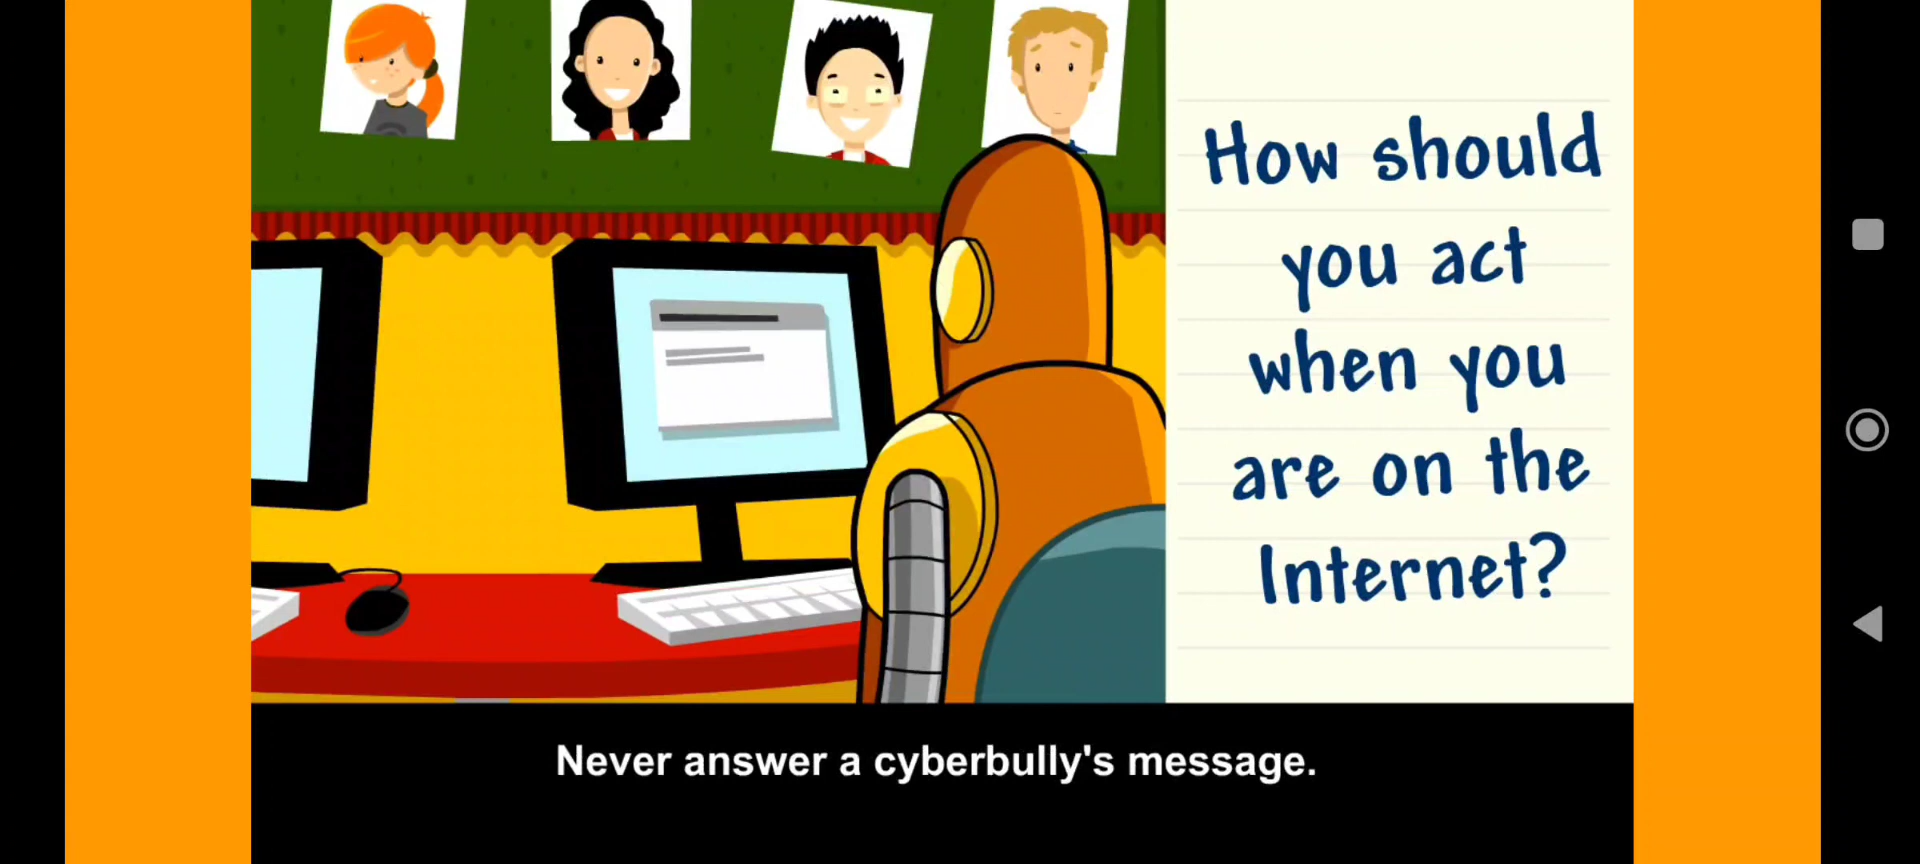 How should
you act
when you
are on the
Internet?
Never answer a cyberbully's message.